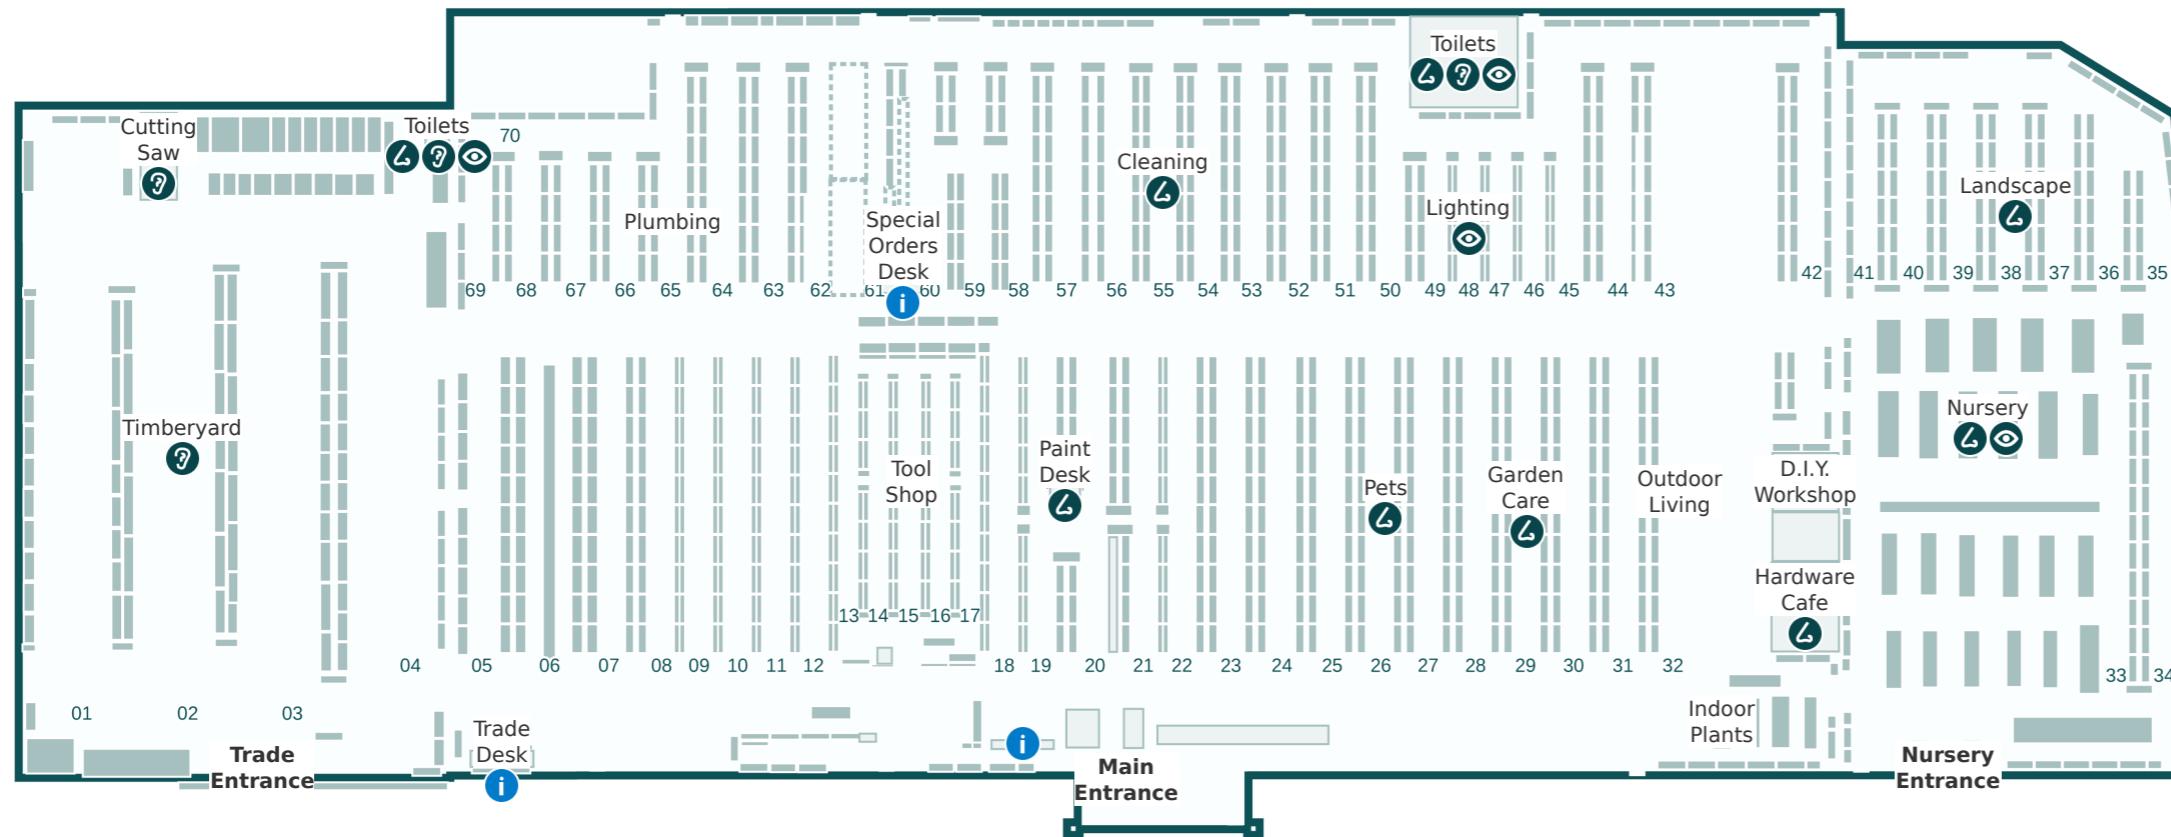 Toilets
Cutting
Saw
Toilets
70
Cleaning
Landscape
Plumbing
Lighting
Special
Orders
Desk
69 68 67 66 65 64 63 62 61 60 59 58 57 56 55 54 53 52 51 50 49 48 47 46 45 44 43 42 41 40 39 38 37 36 35
i
Timberyard
Nursery
Paint
Desk
Tool
Shop
Pets
Garden
Care
Outdoor
Living
D.I.Y.
Workshop
Hardware
Cafe
13 14 15 16 17
04 05 06 07 08 09 10 11 12 18 19 20 21 22 23 24 25 26 27 28 29 30 31 32 33 34
01 02 03
Indoor
Plants
Trade
Desk
i
i
Trade
Entrance
Main
Entrance
Nursery
Entrance